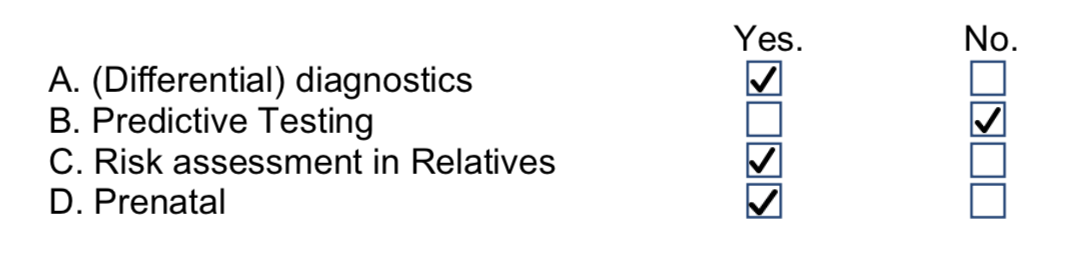 Yes. No.
A. (Differential) diagnostics ☑ ☐
B. Predictive Testing ☐ ☑
C. Risk assessment in Relatives ☑ ☐
D. Prenatal ☑ ☐